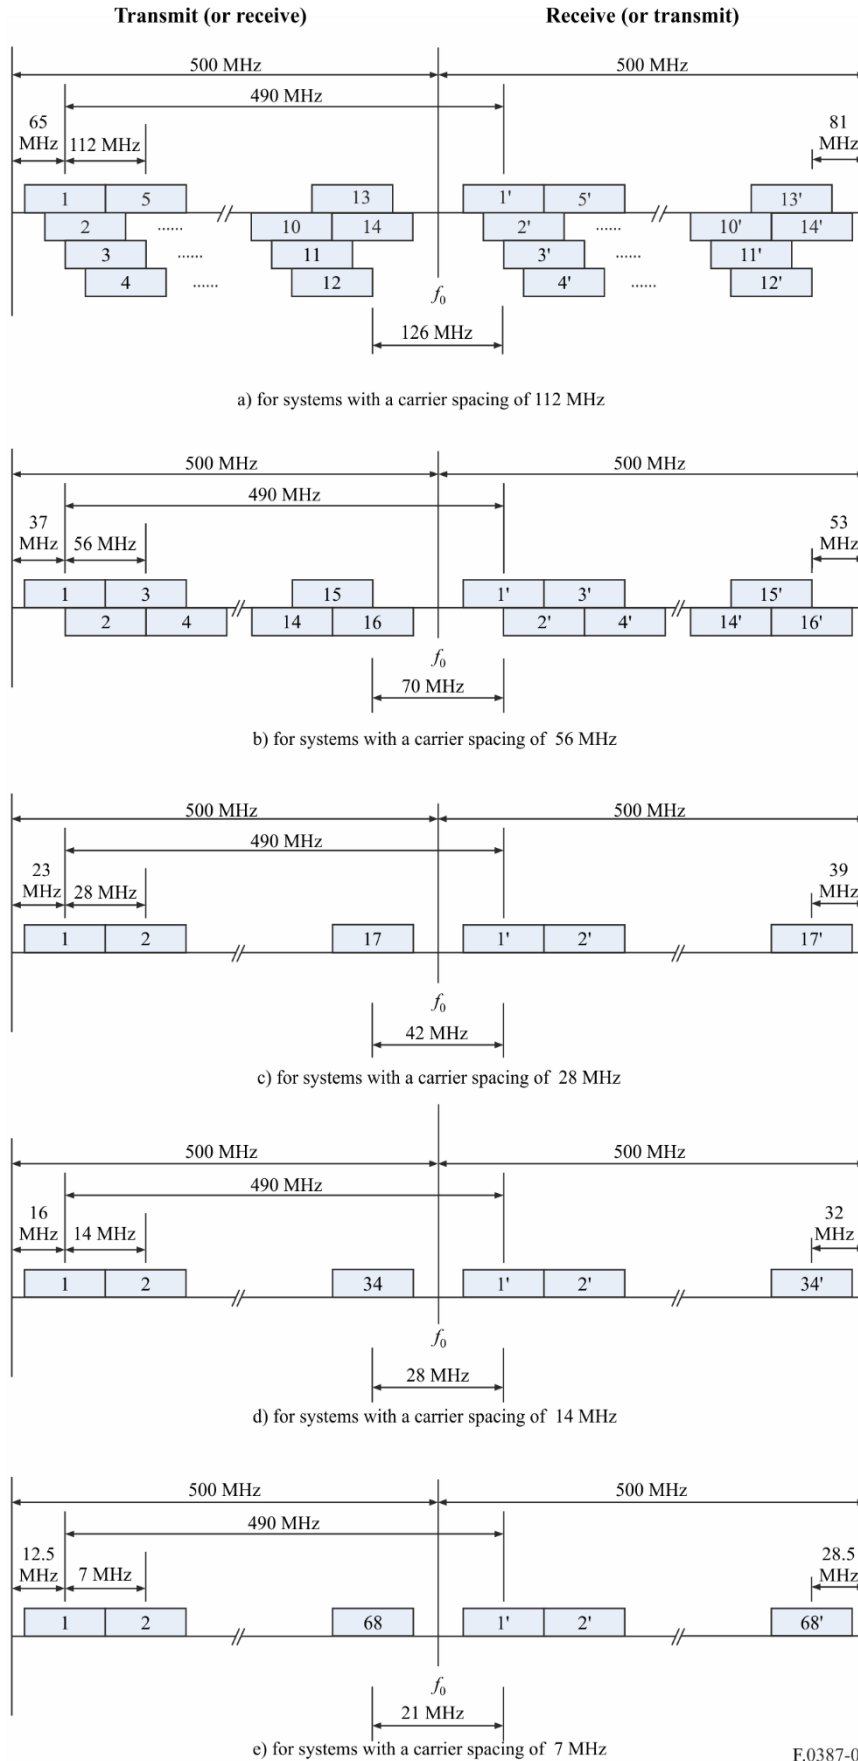 Transmit (or receive) Receive (or transmit)
500 MHz 500 MHz
490 MHz
65 MHz 112 MHz 81 MHz
1 5 13 1' 5' 13'
2 ...... 10 14 2' ...... 10' 14'
3 ...... 11 3' ...... 11'
4 ...... 12 4' ...... 12'
f0
126 MHz
a) for systems with a carrier spacing of 112 MHz
500 MHz 500 MHz
490 MHz
37 MHz 56 MHz 53 MHz
1 3 15 1' 3' 15'
2 4 14 16 2' 4' 14' 16'
f0
70 MHz
b) for systems with a carrier spacing of 56 MHz
500 MHz 500 MHz
490 MHz
23 MHz 28 MHz 39 MHz
1 2 17 1' 2' 17'
f0
42 MHz
c) for systems with a carrier spacing of 28 MHz
500 MHz 500 MHz
490 MHz
16 MHz 14 MHz 32 MHz
1 2 34 1' 2' 34'
f0
28 MHz
d) for systems with a carrier spacing of 14 MHz
500 MHz 500 MHz
490 MHz
12.5 MHz 7 MHz 28.5 MHz
1 2 68 1' 2' 68'
f0
21 MHz
e) for systems with a carrier spacing of 7 MHz
F.0387-0